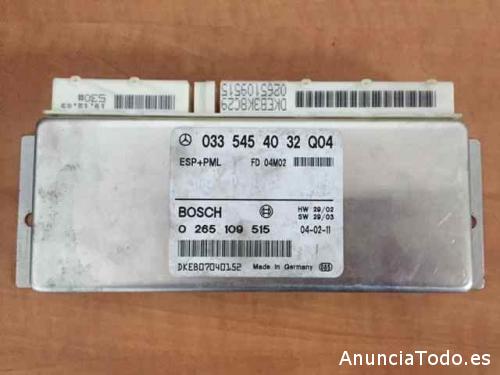 0265109515
DKEB3K8C29
033 545 40 32 Q04
ESP+PML FD 04M02
BOSCH HW 29/02
SW 29/03
0 265 109 515 04-02-11
DKEB07040152 Made in Germany
AnunciaTodo.es